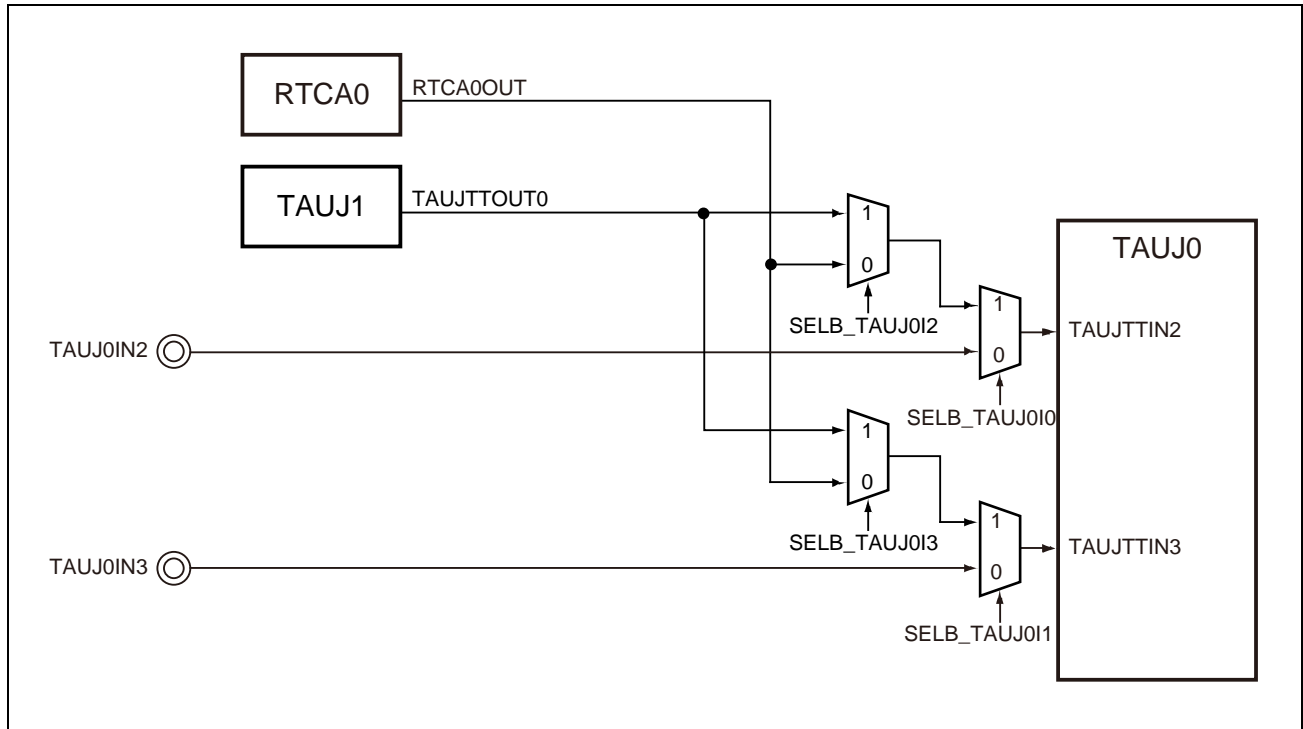 RTCA0
RTCA0OUT
TAUJ1
TAUJTTOUT0
1
0
SELB_TAUJ0I2
TAUJ0
TAUJ0IN2
1
0
TAUJTTIN2
SELB_TAUJ0I0
1
0
SELB_TAUJ0I3
TAUJ0IN3
1
0
TAUJTTIN3
SELB_TAUJ0I1